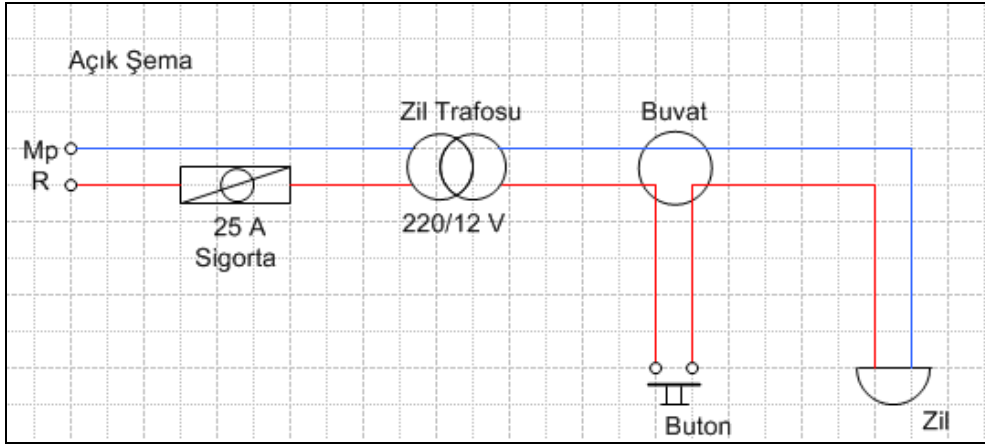 Açık Şema
Zil Trafosu
Buvat
Mp
R
25 A
Sigorta
220/12 V
Buton
Zil